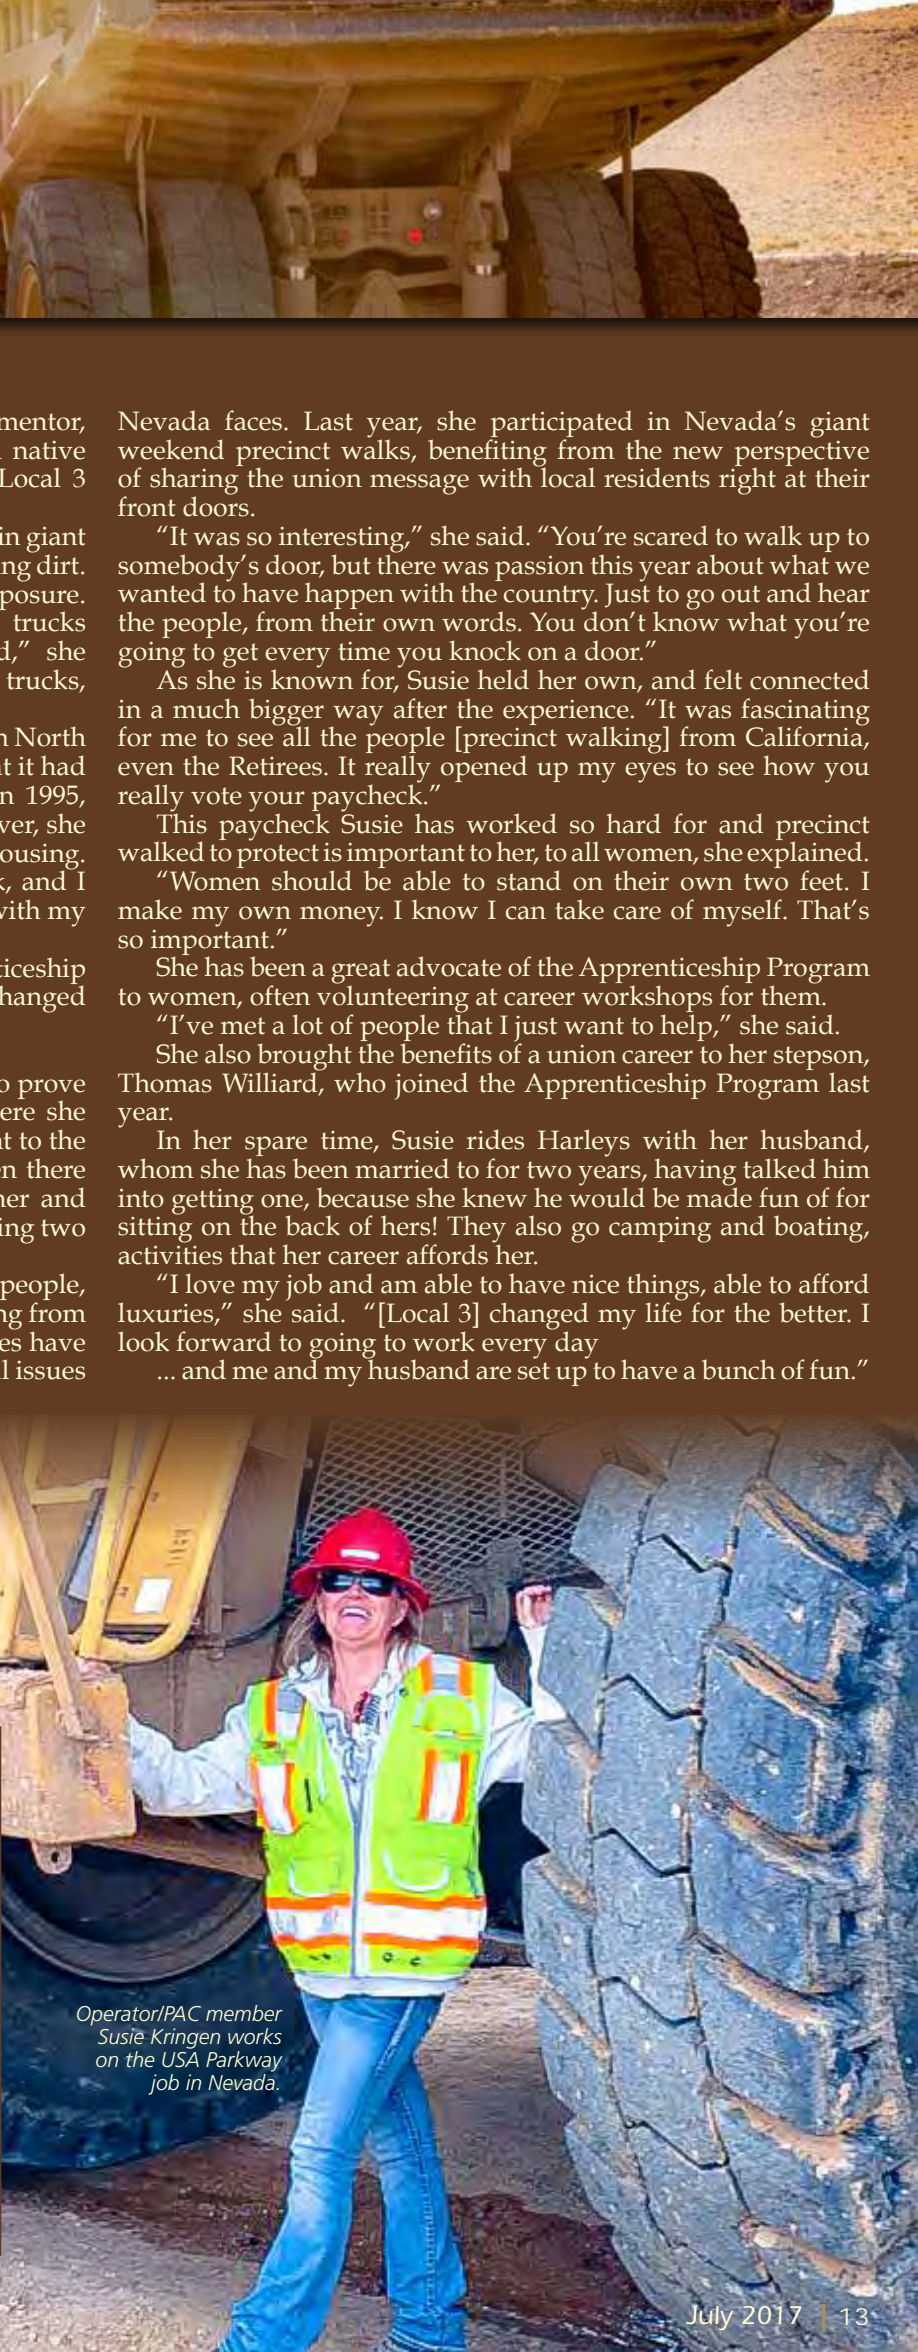 mentor,
native
Local 3
in giant
ing dirt.
posure.
trucks
d,” she
trucks,
n North
t it had
n 1995,
ver, she
ousing.
k, and I
with my
ticeship
hanged
o prove
ere she
t to the
en there
her and
ing two
people,
ng from
es have
l issues
Nevada faces. Last year, she participated in Nevada’s giant
weekend precinct walks, benefiting from the new perspective
of sharing the union message with local residents right at their
front doors.
“It was so interesting,” she said. “You’re scared to walk up to
somebody’s door, but there was passion this year about what we
wanted to have happen with the country. Just to go out and hear
the people, from their own words. You don’t know what you’re
going to get every time you knock on a door.”
As she is known for, Susie held her own, and felt connected
in a much bigger way after the experience. “It was fascinating
for me to see all the people [precinct walking] from California,
even the Retirees. It really opened up my eyes to see how you
really vote your paycheck.”
This paycheck Susie has worked so hard for and precinct
walked to protect is important to her, to all women, she explained.
“Women should be able to stand on their own two feet. I
make my own money. I know I can take care of myself. That’s
so important.”
She has been a great advocate of the Apprenticeship Program
to women, often volunteering at career workshops for them.
“I’ve met a lot of people that I just want to help,” she said.
She also brought the benefits of a union career to her stepson,
Thomas Williard, who joined the Apprenticeship Program last
year.
In her spare time, Susie rides Harleys with her husband,
whom she has been married to for two years, having talked him
into getting one, because she knew he would be made fun of for
sitting on the back of hers! They also go camping and boating,
activities that her career affords her.
“I love my job and am able to have nice things, able to afford
luxuries,” she said. “[Local 3] changed my life for the better. I
look forward to going to work every day
... and me and my husband are set up to have a bunch of fun.”
Operator/PAC member
Susie Kringen works
on the USA Parkway
job in Nevada.
July 2017 | 13